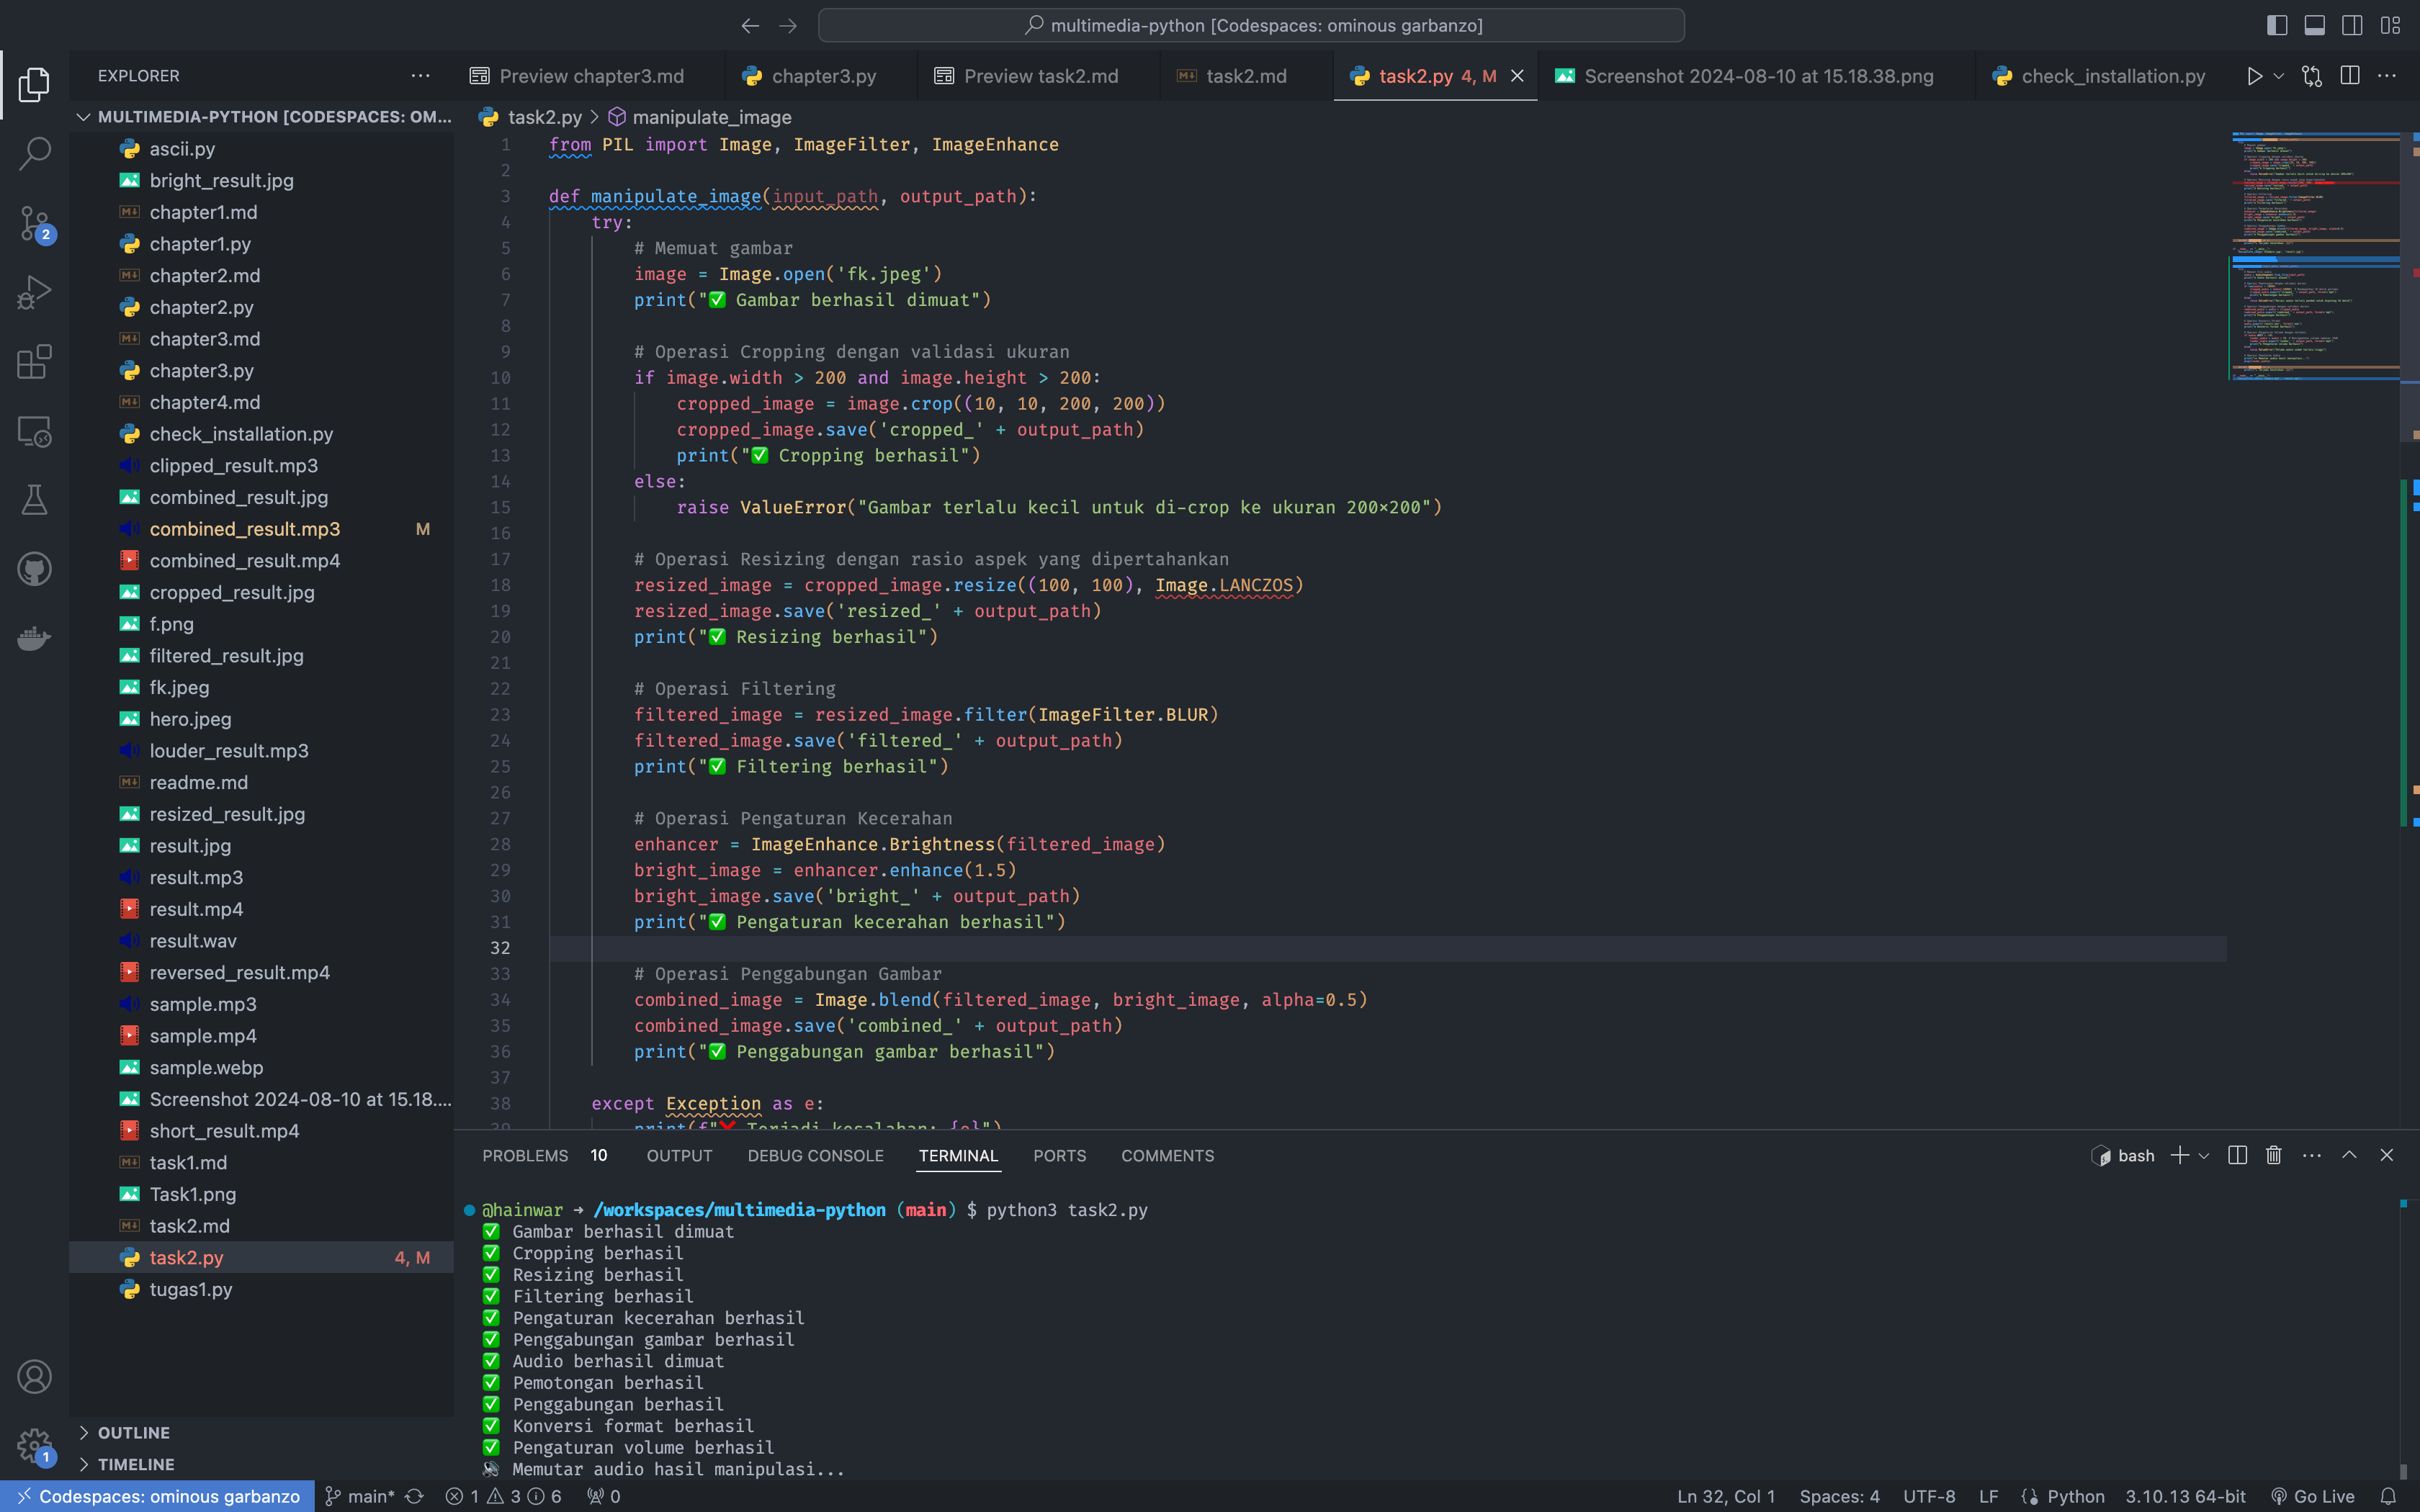 multimedia-python [Codespaces: ominous garbanzo]
EXPLORER
Preview chapter3.md
chapter3.py
Preview task2.md
task2.md
task2.py 4, M
Screenshot 2024-08-10 at 15.18.38.png
check_installation.py
MULTIMEDIA-PYTHON [CODESPACES: OM...
ascii.py
bright_result.jpg
chapter1.md
chapter1.py
chapter2.md
chapter2.py
chapter3.md
chapter3.py
chapter4.md
check_installation.py
clipped_result.mp3
combined_result.jpg
combined_result.mp3 M
combined_result.mp4
cropped_result.jpg
f.png
filtered_result.jpg
fk.jpeg
hero.jpeg
louder_result.mp3
readme.md
resized_result.jpg
result.jpg
result.mp3
result.mp4
result.wav
reversed_result.mp4
sample.mp3
sample.mp4
sample.webp
Screenshot 2024-08-10 at 15.18....
short_result.mp4
task1.md
Task1.png
task2.md
task2.py 4, M
tugas1.py
OUTLINE
TIMELINE
2
1
task2.py > manipulate_image
1 from PIL import Image, ImageFilter, ImageEnhance
2
3 def manipulate_image(input_path, output_path):
4 try:
5 # Memuat gambar
6 image = Image.open('fk.jpeg')
7 print("✅ Gambar berhasil dimuat")
8
9 # Operasi Cropping dengan validasi ukuran
10 if image.width > 200 and image.height > 200:
11 cropped_image = image.crop((10, 10, 200, 200))
12 cropped_image.save('cropped_' + output_path)
13 print("✅ Cropping berhasil")
14 else:
15 raise ValueError("Gambar terlalu kecil untuk di-crop ke ukuran 200×200")
16
17 # Operasi Resizing dengan rasio aspek yang dipertahankan
18 resized_image = cropped_image.resize((100, 100), Image.LANCZOS)
19 resized_image.save('resized_' + output_path)
20 print("✅ Resizing berhasil")
21
22 # Operasi Filtering
23 filtered_image = resized_image.filter(ImageFilter.BLUR)
24 filtered_image.save('filtered_' + output_path)
25 print("✅ Filtering berhasil")
26
27 # Operasi Pengaturan Kecerahan
28 enhancer = ImageEnhance.Brightness(filtered_image)
29 bright_image = enhancer.enhance(1.5)
30 bright_image.save('bright_' + output_path)
31 print("✅ Pengaturan kecerahan berhasil")
32
33 # Operasi Penggabungan Gambar
34 combined_image = Image.blend(filtered_image, bright_image, alpha=0.5)
35 combined_image.save('combined_' + output_path)
36 print("✅ Penggabungan gambar berhasil")
37
38 except Exception as e:
39 print(f"❌ Terjadi kesalahan: {e}")
PROBLEMS 10 OUTPUT DEBUG CONSOLE TERMINAL PORTS COMMENTS
bash
@hainwar → /workspaces/multimedia-python (main) $ python3 task2.py
✅ Gambar berhasil dimuat
✅ Cropping berhasil
✅ Resizing berhasil
✅ Filtering berhasil
✅ Pengaturan kecerahan berhasil
✅ Penggabungan gambar berhasil
✅ Audio berhasil dimuat
✅ Pemotongan berhasil
✅ Penggabungan berhasil
✅ Konversi format berhasil
✅ Pengaturan volume berhasil
🔊 Memutar audio hasil manipulasi...
Codespaces: ominous garbanzo main* 1 3 6 0
Ln 32, Col 1 Spaces: 4 UTF-8 LF Python 3.10.13 64-bit Go Live